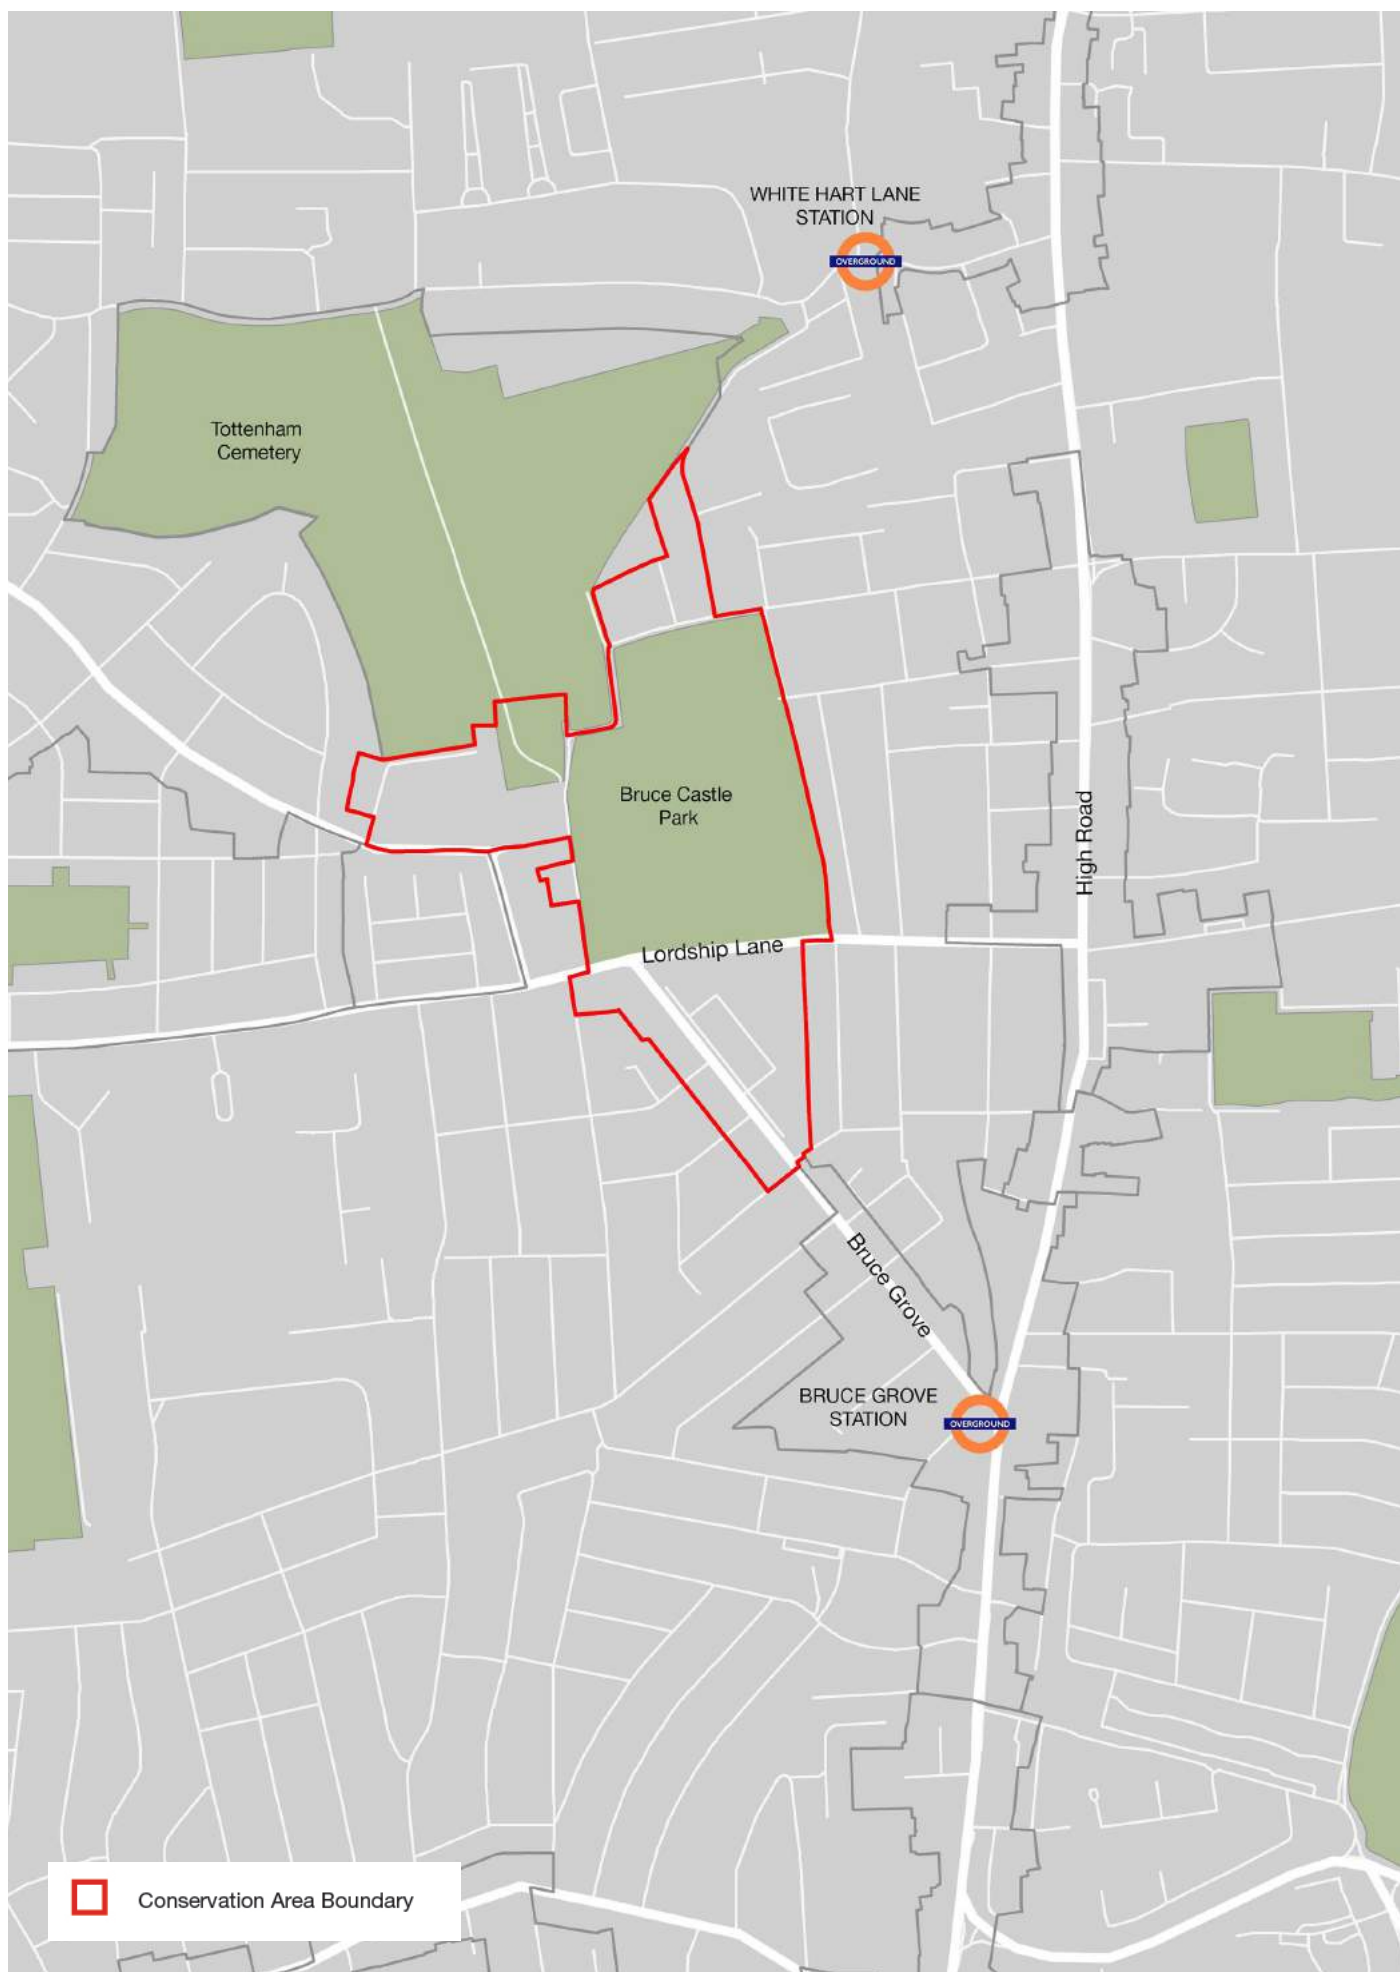 WHITE HART LANE
STATION
OVERGROUND
Tottenham
Cemetery
Bruce Castle
Park
High Road
Lordship Lane
Bruce Grove
BRUCE GROVE
STATION
OVERGROUND
Conservation Area Boundary